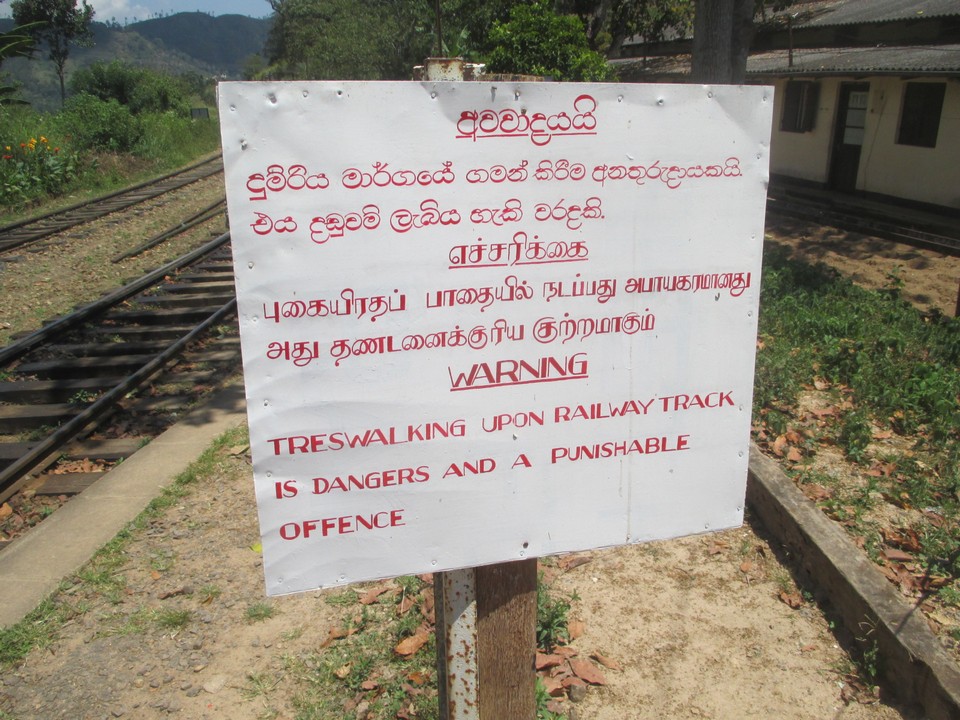 අවවාදයයි
දුම්රිය මාර්ගයේ ගමන් කිරීම අනතුරුදායකයි.
එය දඬුවම් ලැබිය හැකි වරදකි.
எச்சரிக்கை
புகையிரதப் பாதையில் நடப்பது அபாயகரமானது
அது தண்டனைக்குரிய குற்றமாகும்
WARNING
TRESWALKING UPON RAILWAY TRACK
IS DANGERS AND A PUNISHABLE
OFFENCE